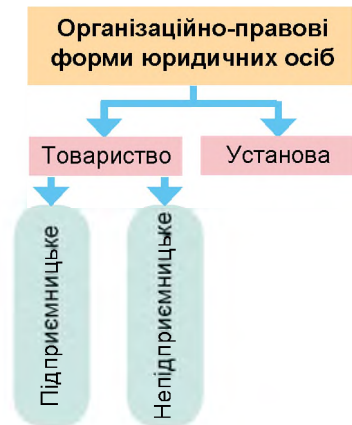 Організаційно-правові
форми юридичних осіб
Товариство
Установа
Підприємницьке
Непідприємницьке